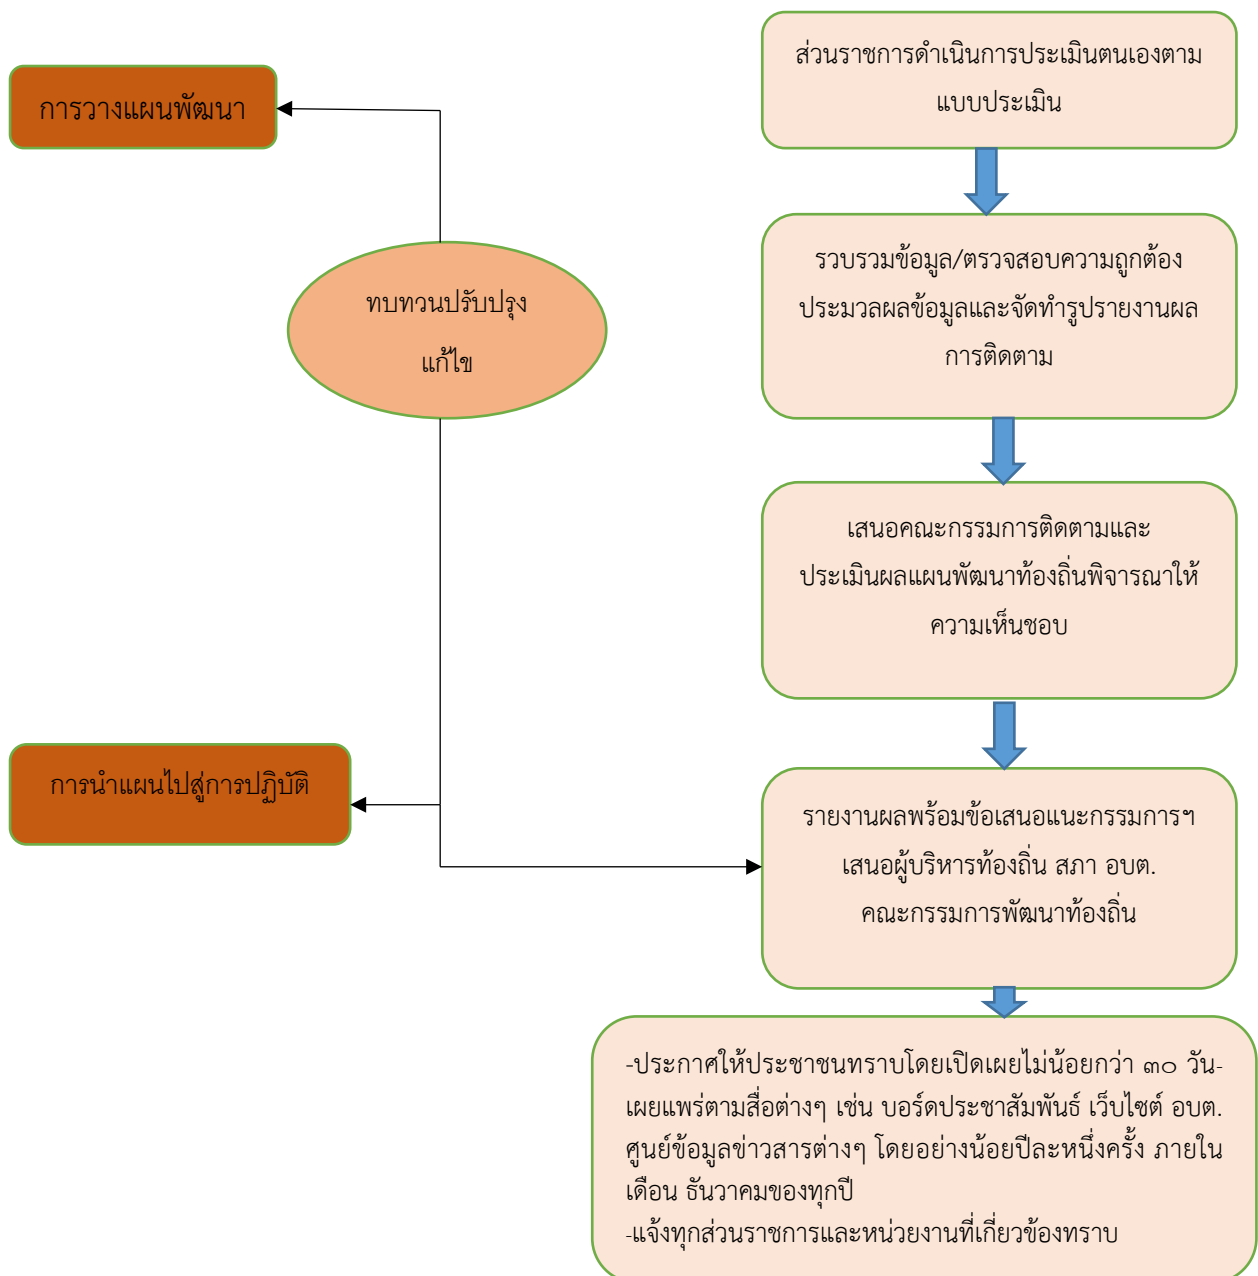 ส่วนราชการดำเนินการประเมินตนเองตาม
แบบประเมิน
การวางแผนพัฒนา
รวบรวมข้อมูล/ตรวจสอบความถูกต้อง
ประมวลผลข้อมูลและจัดทำรูปรายงานผล
การติดตาม
ทบทวนปรับปรุง
แก้ไข
เสนอคณะกรรมการติดตามและ
ประเมินผลแผนพัฒนาท้องถิ่นพิจารณาให้
ความเห็นชอบ
การนำแผนไปสู่การปฏิบัติ
รายงานผลพร้อมข้อเสนอแนะกรรมการฯ
เสนอผู้บริหารท้องถิ่น สภา อบต.
คณะกรรมการพัฒนาท้องถิ่น
-ประกาศให้ประชาชนทราบโดยเปิดเผยไม่น้อยกว่า ๓๐ วัน-
เผยแพร่ตามสื่อต่างๆ เช่น บอร์ดประชาสัมพันธ์ เว็บไซต์ อบต.
ศูนย์ข้อมูลข่าวสารต่างๆ โดยอย่างน้อยปีละหนึ่งครั้ง ภายใน
เดือน ธันวาคมของทุกปี
-แจ้งทุกส่วนราชการและหน่วยงานที่เกี่ยวข้องทราบ